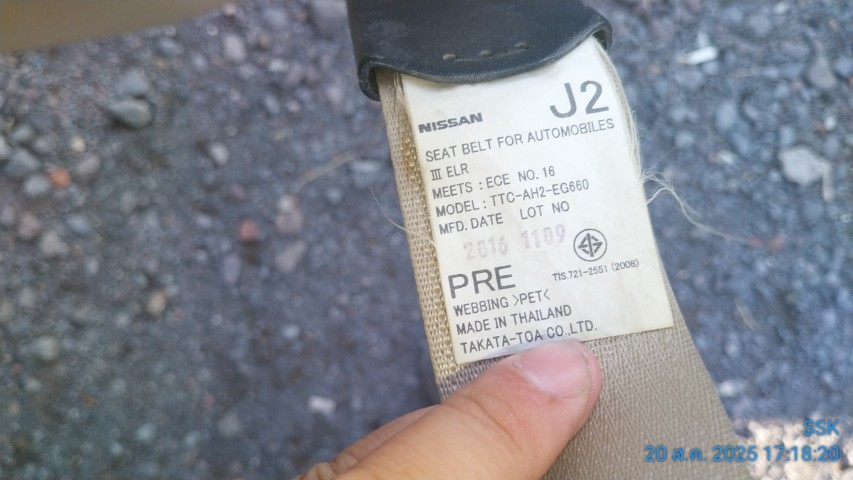 NISSAN J2
SEAT BELT FOR AUTOMOBILES
III ELR
MEETS : ECE NO. 16
MODEL : TTC-AH2-EG660
MFD. DATE LOT NO
2016 1109
PRE
TIS.721-2551 (2008)
WEBBING >PET<
MADE IN THAILAND
TAKATA-TOA CO.,LTD.
3SK
20 ส.ค. 2025 17:18:20